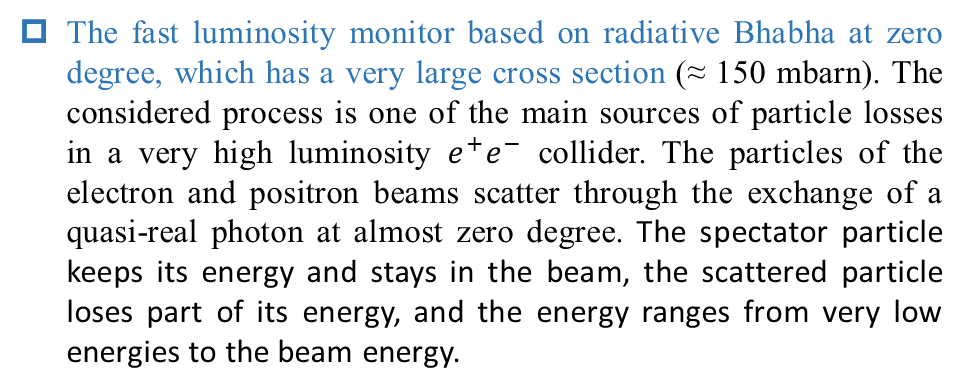 The fast luminosity monitor based on radiative Bhabha at zero
degree, which has a very large cross section (≈ 150 mbarn). The
considered process is one of the main sources of particle losses
in a very high luminosity e⁺e⁻ collider. The particles of the
electron and positron beams scatter through the exchange of a
quasi-real photon at almost zero degree. The spectator particle
keeps its energy and stays in the beam, the scattered particle
loses part of its energy, and the energy ranges from very low
energies to the beam energy.